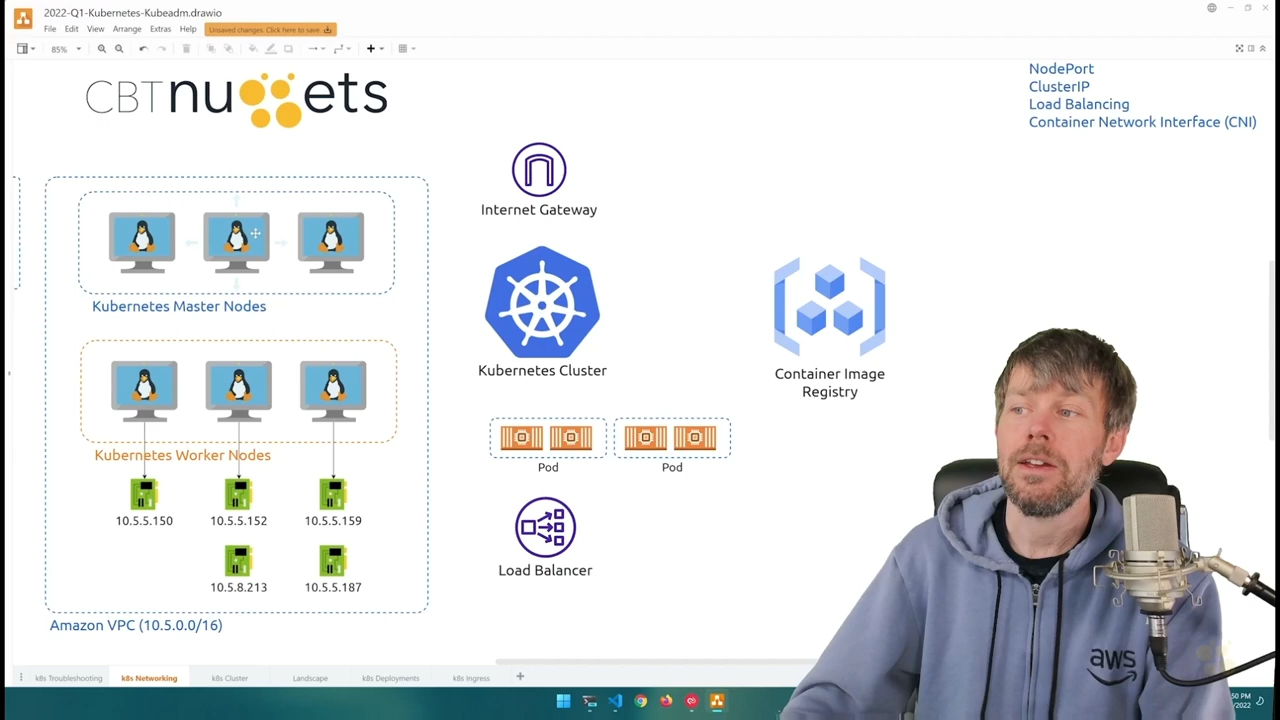 2022-Q1-Kubernetes-Kubeadm.drawio
File Edit View Arrange Extras Help Unsaved changes. Click here to save
85%
CBTnuggets
NodePort
ClusterIP
Load Balancing
Container Network Interface (CNI)
Internet Gateway
Kubernetes Master Nodes
Kubernetes Cluster
Container Image
Registry
Kubernetes Worker Nodes
Pod Pod
10.5.5.150 10.5.5.152 10.5.5.159
Load Balancer
10.5.8.213 10.5.5.187
Amazon VPC (10.5.0.0/16)
aws
k8s Troubleshooting k8s Networking k8s Cluster Landscape k8s Deployments k8s Ingress